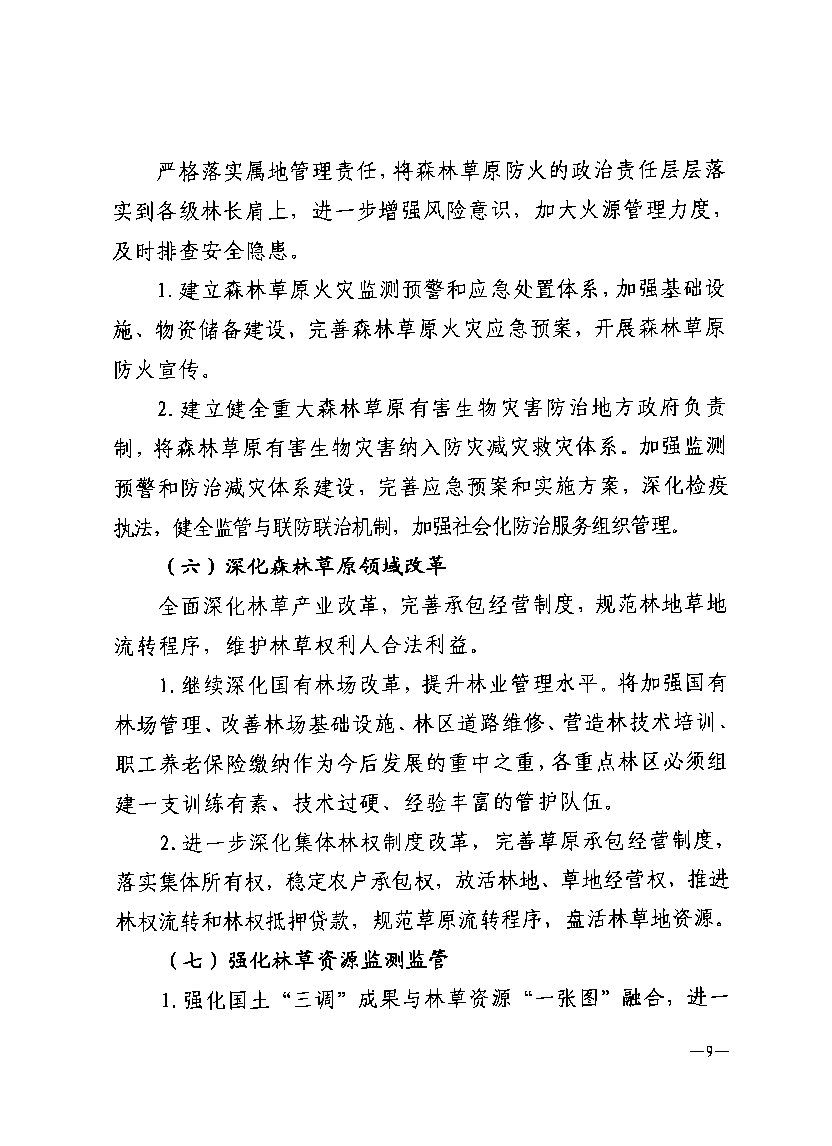 严格落实属地管理责任,将森林草原防火的政治责任层层落
实到各级林长肩上，进一步增强风险意识，加大火源管理力度，
及时排查安全隐患。
1.建立森林草原火灾监测预警和应急处置体系,加强基础设
施、物资储备建设，完善森林草原火灾应急预案，开展森林草原
防火宣传。
2.建立健全重大森林草原有害生物灾害防治地方政府负责
制,将森林草原有害生物灾害纳入防灾减灾救灾体系。加强监测
预警和防治减灾体系建设，完善应急预案和实施方案，深化检疫
执法，健全监管与联防联治机制，加强社会化防治服务组织管理。
（六）深化森林草原领域改革
全面深化林草产业改革，完善承包经营制度，规范林地草地
流转程序，维护林草权利人合法利益。
1.继续深化国有林场改革，提升林业管理水平。将加强国有
林场管理、改善林场基础设施、林区道路维修、营造林技术培训、
职工养老保险缴纳作为今后发展的重中之重,各重点林区必须组
建一支训练有素、技术过硬、经验丰富的管护队伍。
2.进一步深化集体林权制度改革，完善草原承包经营制度，
落实集体所有权，稳定农户承包权，放活林地、草地经营权，推进
林权流转和林权抵押贷款，规范草原流转程序，盘活林草地资源。
（七）强化林草资源监测监管
1.强化国土“三调”成果与林草资源“一张图”融合，进一
—9—